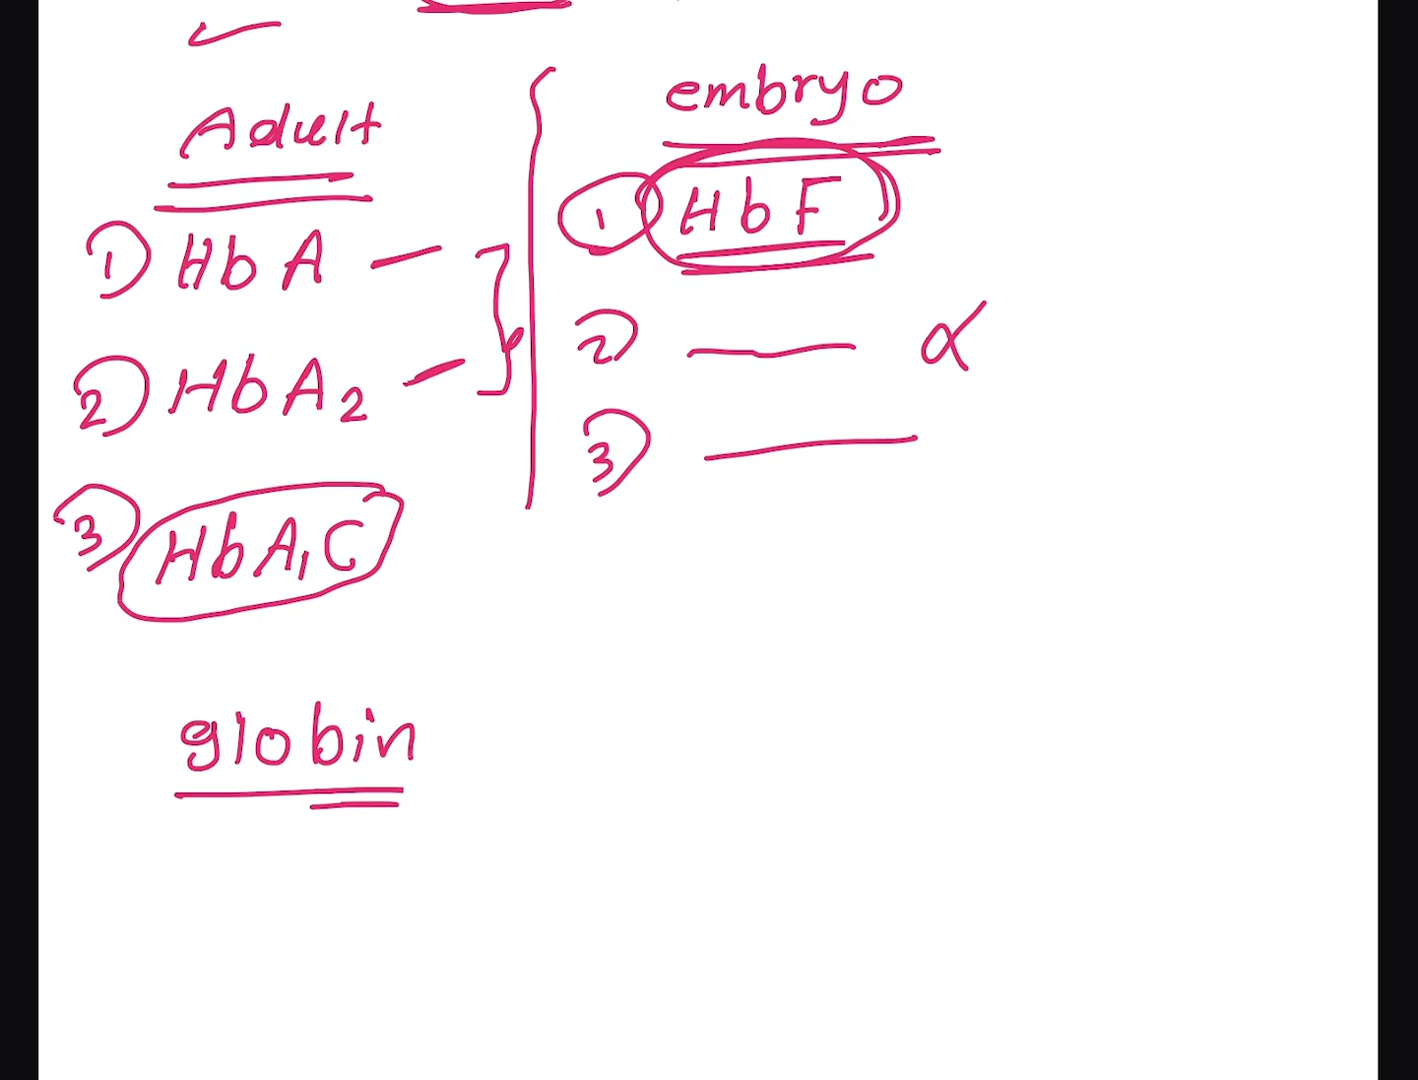 Adult
1) HbA —
2) HbA2 —
3) HbA1C
embryo
1 HbF
2) — α
3) —
globin